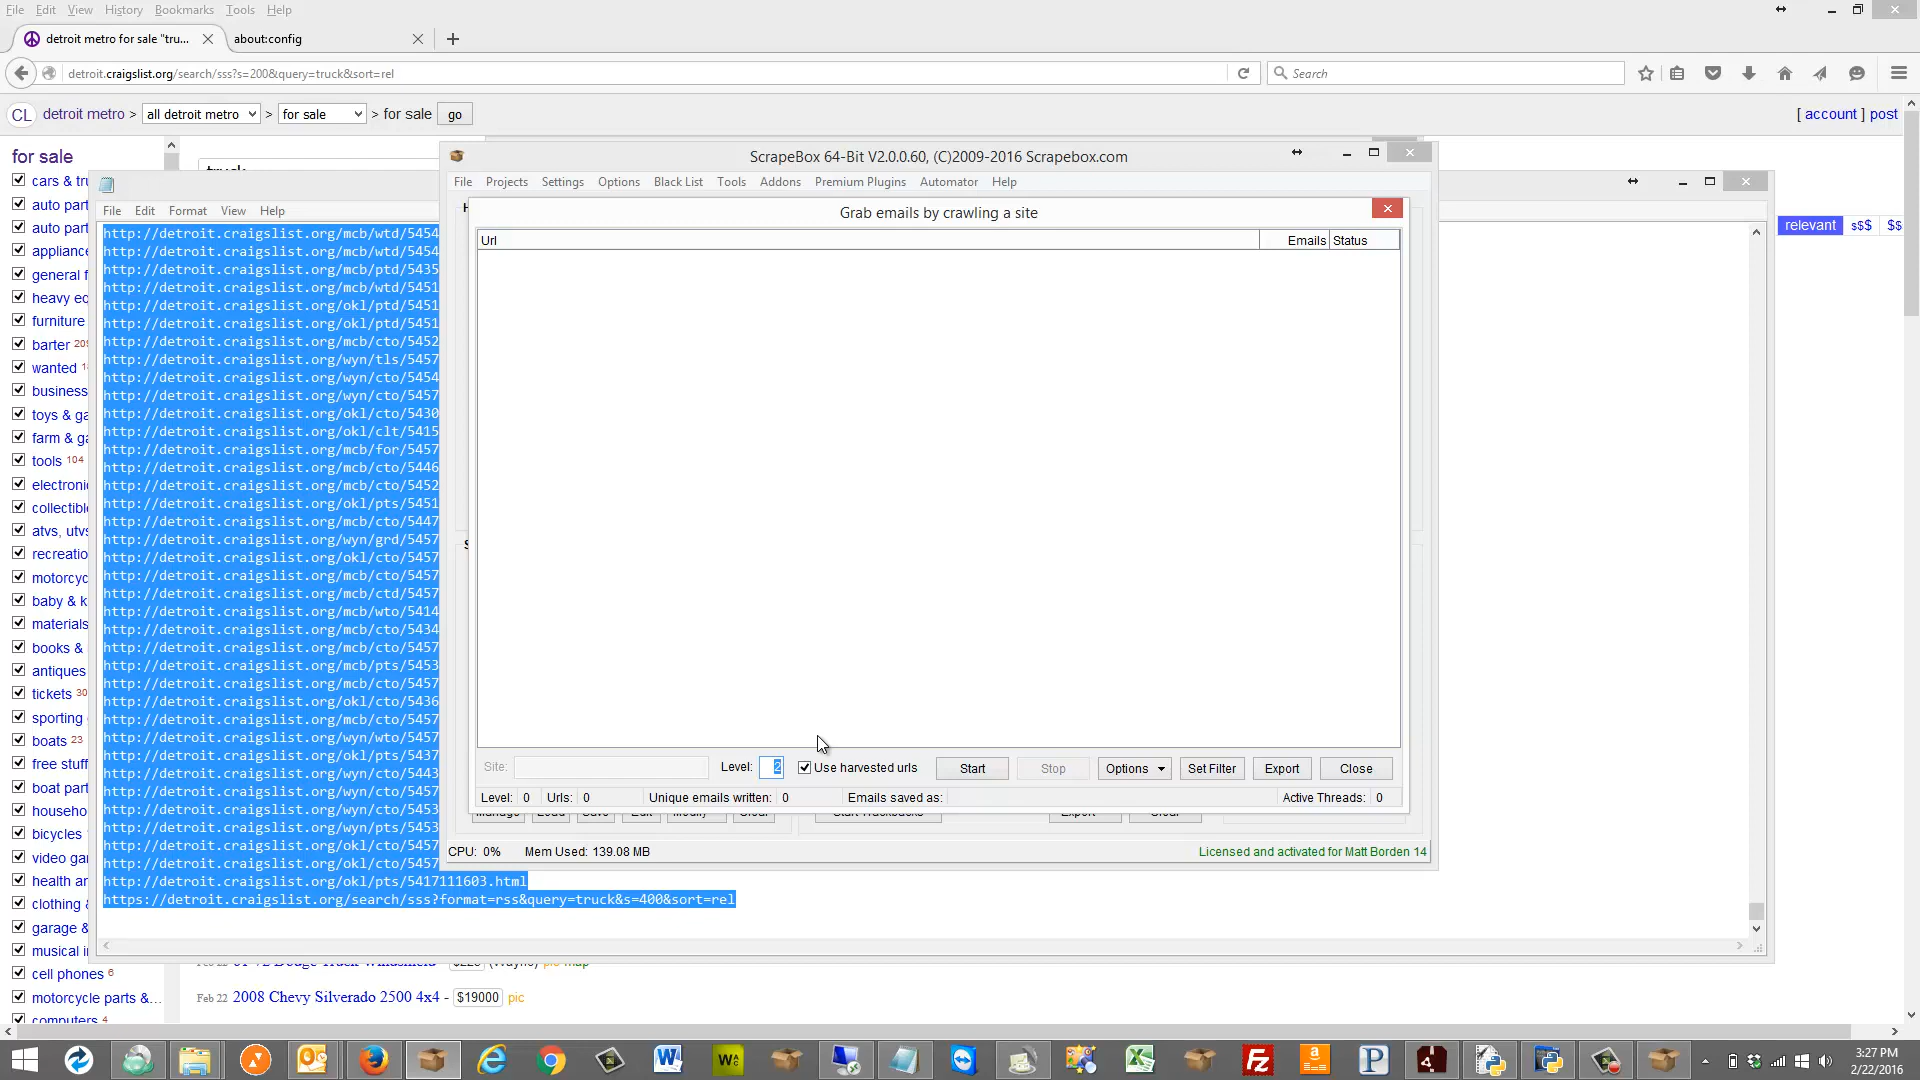 File Edit View History Bookmarks Tools Help
detroit metro for sale "tru...
about:config
detroit.craigslist.org/search/sss?s=200&query=truck&sort=rel
Search
CL detroit metro > all detroit metro > for sale > for sale go
[ account ] post
for sale
cars & tru
auto part
auto part
appliance
general f
heavy eq
furniture
barter 209
wanted
business
toys & ga
farm & ga
tools 104
electronic
collectible
atvs, utvs
recreatio
motorcyc
baby & k
materials
books &
antiques
tickets 30
sporting
boats 23
free stuff
boat part
househo
bicycles
video ga
health an
clothing
garage &
musical i
cell phones 6
motorcycle parts &...
computers 4
truck
relevant s$$ $$
File Edit Format View Help
http://detroit.craigslist.org/mcb/wtd/5454
http://detroit.craigslist.org/mcb/wtd/5454
http://detroit.craigslist.org/mcb/ptd/5435
http://detroit.craigslist.org/mcb/wtd/5451
http://detroit.craigslist.org/okl/ptd/5451
http://detroit.craigslist.org/okl/ptd/5451
http://detroit.craigslist.org/mcb/cto/5452
http://detroit.craigslist.org/wyn/tls/5457
http://detroit.craigslist.org/wyn/cto/5454
http://detroit.craigslist.org/wyn/cto/5457
http://detroit.craigslist.org/okl/cto/5430
http://detroit.craigslist.org/okl/clt/5415
http://detroit.craigslist.org/mcb/for/5457
http://detroit.craigslist.org/mcb/cto/5446
http://detroit.craigslist.org/mcb/cto/5452
http://detroit.craigslist.org/okl/pts/5451
http://detroit.craigslist.org/mcb/cto/5447
http://detroit.craigslist.org/wyn/grd/5457
http://detroit.craigslist.org/okl/cto/5457
http://detroit.craigslist.org/mcb/cto/5457
http://detroit.craigslist.org/mcb/ctd/5457
http://detroit.craigslist.org/mcb/wto/5414
http://detroit.craigslist.org/mcb/cto/5434
http://detroit.craigslist.org/mcb/cto/5457
http://detroit.craigslist.org/mcb/pts/5453
http://detroit.craigslist.org/mcb/cto/5457
http://detroit.craigslist.org/okl/cto/5436
http://detroit.craigslist.org/mcb/cto/5457
http://detroit.craigslist.org/wyn/wto/5457
http://detroit.craigslist.org/okl/pts/5437
http://detroit.craigslist.org/wyn/cto/5443
http://detroit.craigslist.org/wyn/cto/5457
http://detroit.craigslist.org/wyn/cto/5453
http://detroit.craigslist.org/wyn/pts/5453
http://detroit.craigslist.org/okl/cto/5457
http://detroit.craigslist.org/okl/cto/5457
http://detroit.craigslist.org/okl/pts/5417111603.html
https://detroit.craigslist.org/search/sss?format=rss&query=truck&s=400&sort=rel
ScrapeBox 64-Bit V2.0.0.60, (C)2009-2016 Scrapebox.com
File Projects Settings Options Black List Tools Addons Premium Plugins Automator Help
Grab emails by crawling a site
Url Emails Status
Site: Level: 2 Use harvested urls Start Stop Options Set Filter Export Close
Level: 0 Urls: 0 Unique emails written: 0 Emails saved as: Active Threads: 0
Manage Load Save Edit Modify Clear Start Trackbacks Export Clear
CPU: 0% Mem Used: 139.08 MB Licensed and activated for Matt Borden 14
Feb 22 2008 Chevy Silverado 2500 4x4 - $19000 pic
3:27 PM
2/22/2016